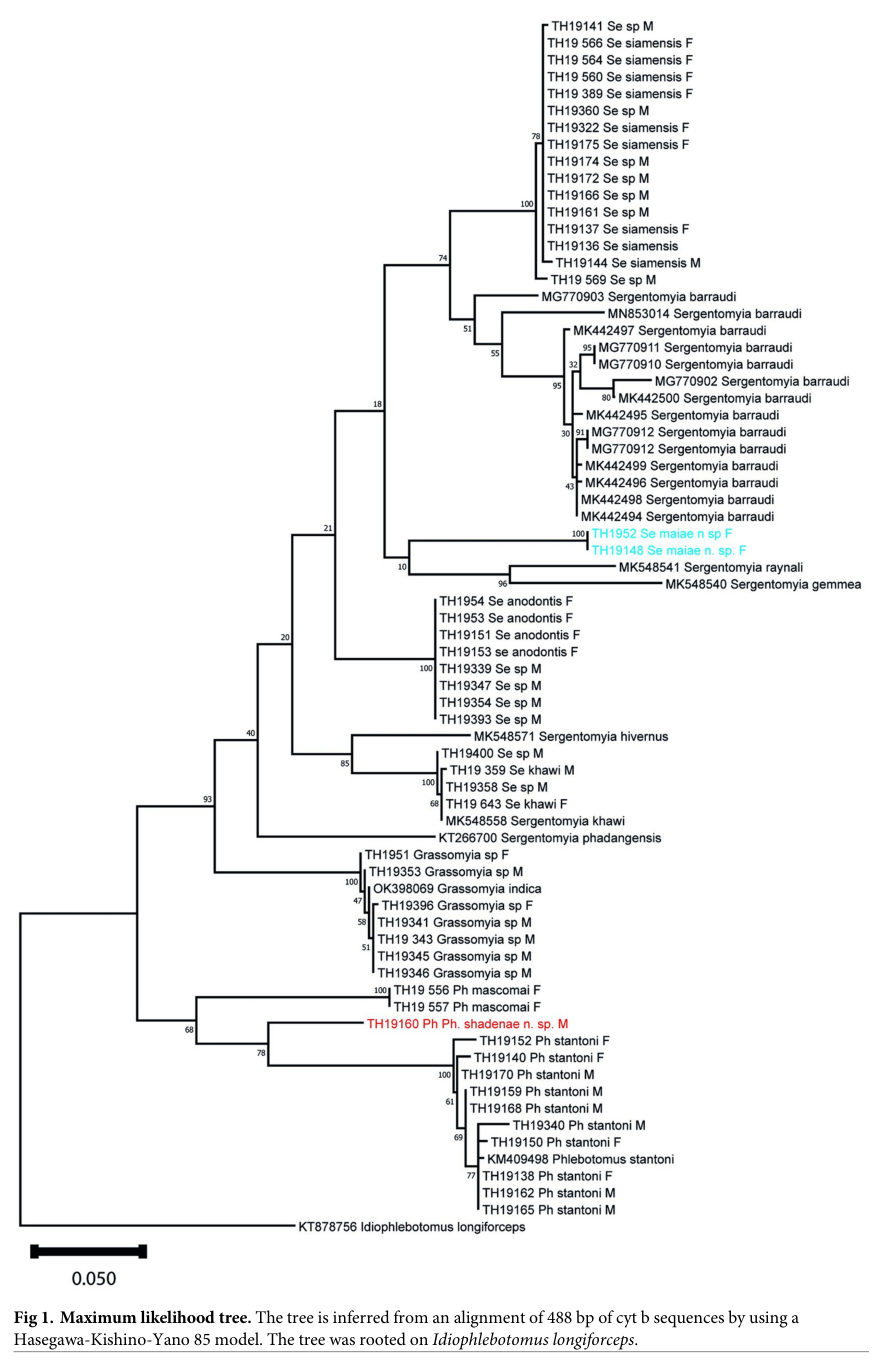 TH19141 Se sp M
TH19 566 Se siamensis F
TH19 564 Se siamensis F
TH19 560 Se siamensis F
TH19 389 Se siamensis F
TH19360 Se sp M
TH19322 Se siamensis F
78
TH19175 Se siamensis F
TH19174 Se sp M
TH19172 Se sp M
TH19166 Se sp M
100
TH19161 Se sp M
TH19137 Se siamensis F
TH19136 Se siamensis
74
TH19144 Se siamensis M
TH19 569 Se sp M
MG770903 Sergentomyia barraudi
MN853014 Sergentomyia barraudi
51
MK442497 Sergentomyia barraudi
55
95
MG770911 Sergentomyia barraudi
32
MG770910 Sergentomyia barraudi
MG770902 Sergentomyia barraudi
95
80
MK442500 Sergentomyia barraudi
18
MK442495 Sergentomyia barraudi
30
91
MG770912 Sergentomyia barraudi
MG770912 Sergentomyia barraudi
MK442499 Sergentomyia barraudi
43
MK442496 Sergentomyia barraudi
MK442498 Sergentomyia barraudi
MK442494 Sergentomyia barraudi
21
100
TH1952 Se maiae n sp F
TH19148 Se maiae n. sp. F
10
MK548541 Sergentomyia raynali
96
MK548540 Sergentomyia gemmea
TH1954 Se anodontis F
TH1953 Se anodontis F
20
TH19151 Se anodontis F
TH19153 se anodontis F
100
TH19339 Se sp M
TH19347 Se sp M
TH19354 Se sp M
TH19393 Se sp M
40
MK548571 Sergentomyia hivernus
85
TH19400 Se sp M
TH19 359 Se khawi M
100
TH19358 Se sp M
93
68
TH19 643 Se khawi F
MK548558 Sergentomyia khawi
KT266700 Sergentomyia phadangensis
TH1951 Grassomyia sp F
TH19353 Grassomyia sp M
100
OK398069 Grassomyia indica
47
TH19396 Grassomyia sp F
58
TH19341 Grassomyia sp M
51
TH19 343 Grassomyia sp M
TH19345 Grassomyia sp M
TH19346 Grassomyia sp M
100
TH19 556 Ph mascomai F
TH19 557 Ph mascomai F
68
TH19160 Ph Ph. shadenae n. sp. M
TH19152 Ph stantoni F
78
TH19140 Ph stantoni F
100
TH19170 Ph stantoni M
61
TH19159 Ph stantoni M
TH19168 Ph stantoni M
69
TH19340 Ph stantoni M
TH19150 Ph stantoni F
KM409498 Phlebotomus stantoni
77
TH19138 Ph stantoni F
TH19162 Ph stantoni M
TH19165 Ph stantoni M
KT878756 Idiophlebotomus longiforceps
0.050
Fig 1. Maximum likelihood tree. The tree is inferred from an alignment of 488 bp of cyt b sequences by using a
Hasegawa-Kishino-Yano 85 model. The tree was rooted on Idiophlebotomus longiforceps.